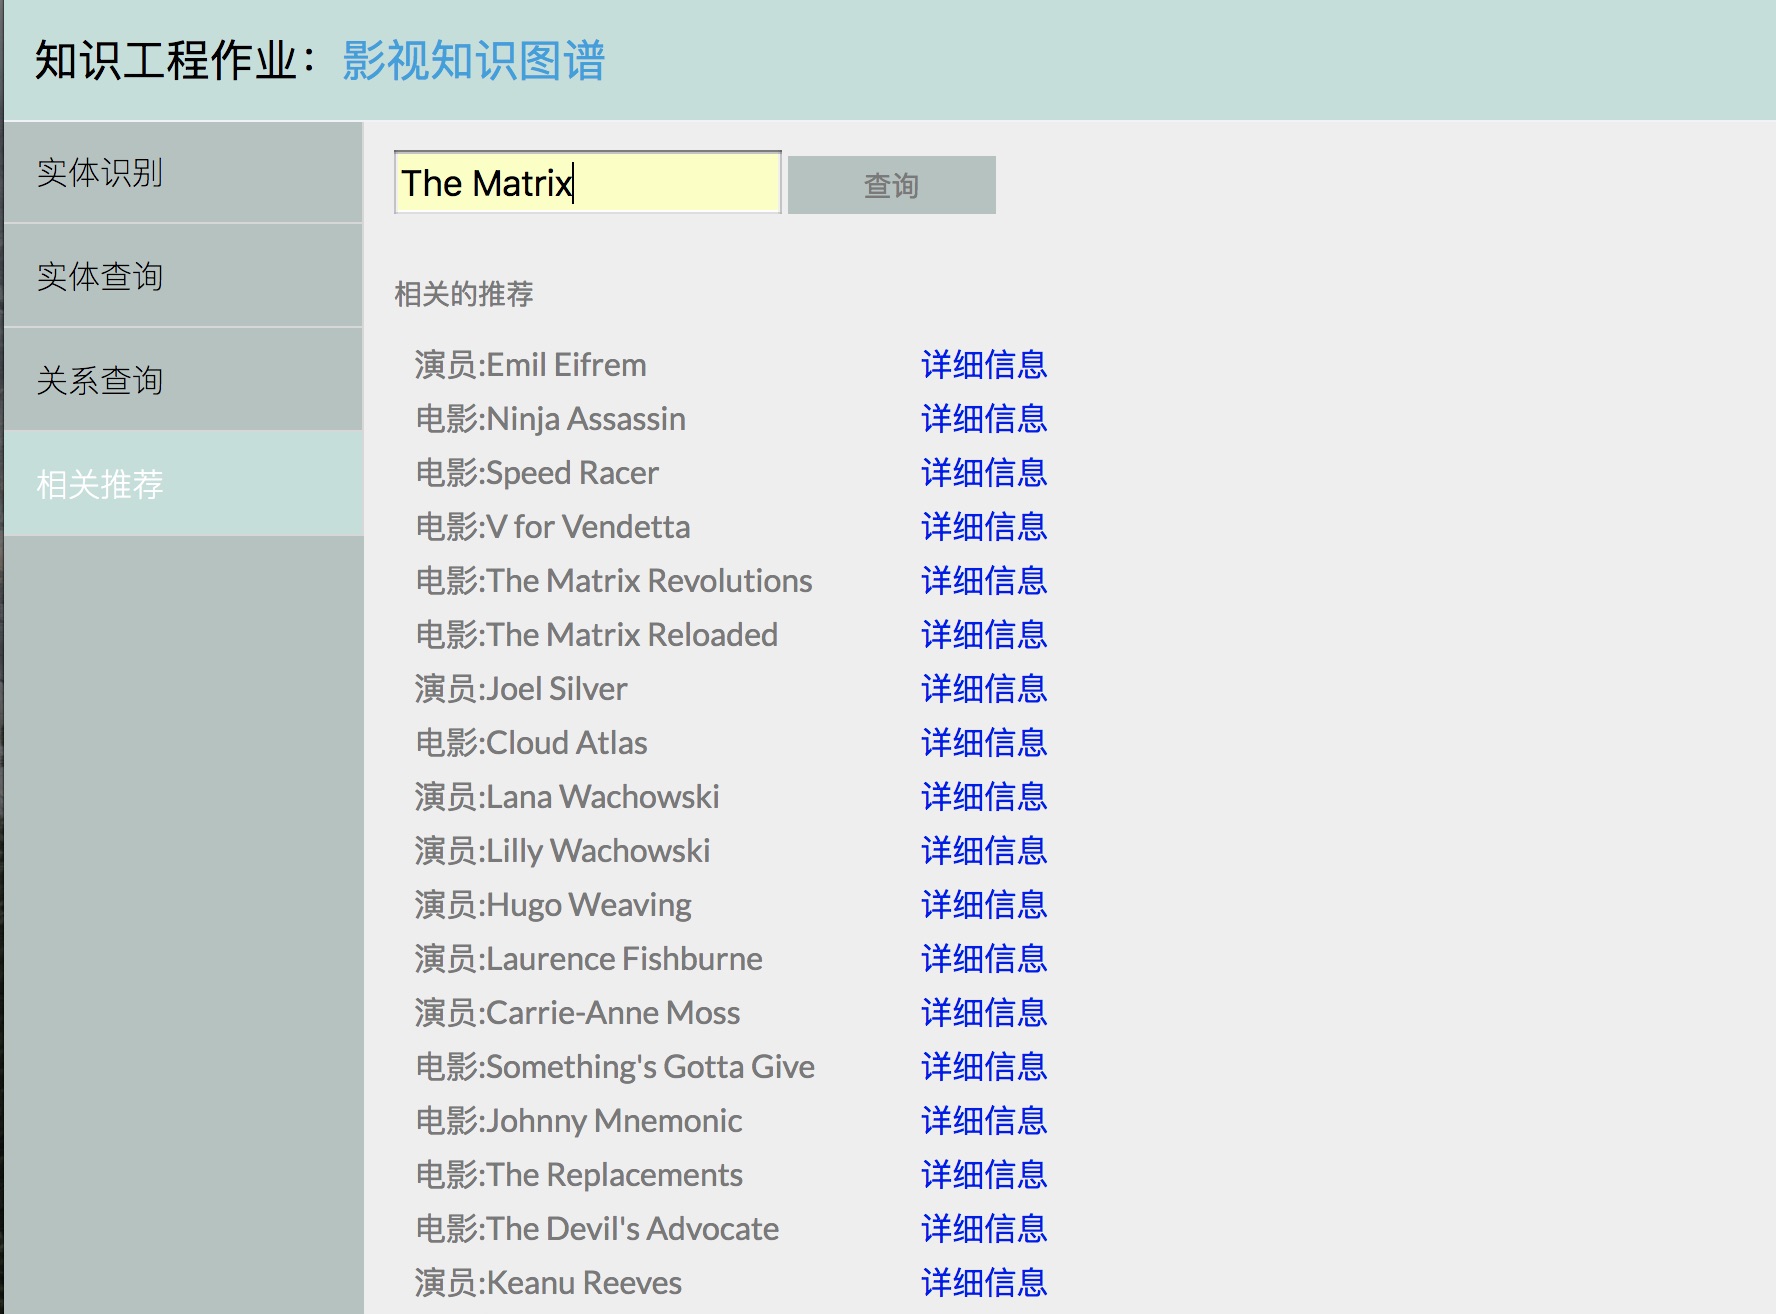 知识工程作业：影视知识图谱
实体识别
实体查询
关系查询
相关推荐
The Matrix 查询
相关的推荐
演员:Emil Eifrem 详细信息
电影:Ninja Assassin 详细信息
电影:Speed Racer 详细信息
电影:V for Vendetta 详细信息
电影:The Matrix Revolutions 详细信息
电影:The Matrix Reloaded 详细信息
演员:Joel Silver 详细信息
电影:Cloud Atlas 详细信息
演员:Lana Wachowski 详细信息
演员:Lilly Wachowski 详细信息
演员:Hugo Weaving 详细信息
演员:Laurence Fishburne 详细信息
演员:Carrie-Anne Moss 详细信息
电影:Something's Gotta Give 详细信息
电影:Johnny Mnemonic 详细信息
电影:The Replacements 详细信息
电影:The Devil's Advocate 详细信息
演员:Keanu Reeves 详细信息